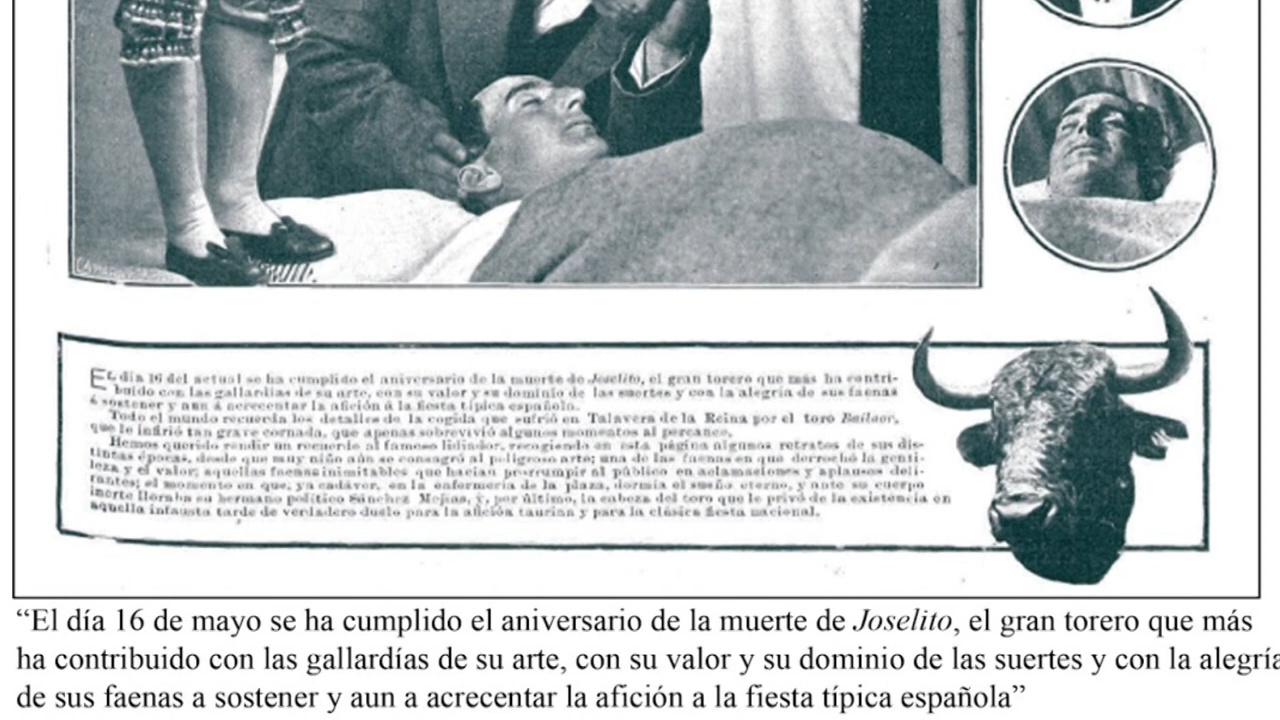 EL día 16 del actual se ha cumplido el aniversario de la muerte de Joselito, el gran torero que más ha contri-
buido con las gallardías de su arte, con su valor y su dominio de las suertes y con la alegría de sus faenas
á sostener y aun á acrecentar la afición á la fiesta típica española.
Todo el mundo recuerda los detalles de la cogida que sufrió en Talavera de la Reina por el toro Bailaor,
que le infirió tan grave cornada, que apenas sobrevivió algunos momentos al percance.
Hemos querido rendir un recuerdo al famoso lidiador, recogiendo en esta página algunos retratos de sus dis-
tintas épocas, desde que muy niño aún se consagró al peligroso arte; una de las faenas en que derrochó la genti-
leza y el valor; aquellas faenas inimitables que hacían prorrumpir al público en aclamaciones y aplausos deli-
rantes; el momento en que, ya cadáver, en la enfermería de la plaza, dormía el sueño eterno, y ante su cuerpo
inerte lloraba su hermano político Sánchez Mejías, y, por último, la cabeza del toro que le privó de la existencia en
aquella infausta tarde de verdadero duelo para la afición taurina y para la clásica fiesta nacional.
“El día 16 de mayo se ha cumplido el aniversario de la muerte de Joselito, el gran torero que más
ha contribuido con las gallardías de su arte, con su valor y su dominio de las suertes y con la alegría
de sus faenas a sostener y aun a acrecentar la afición a la fiesta típica española”